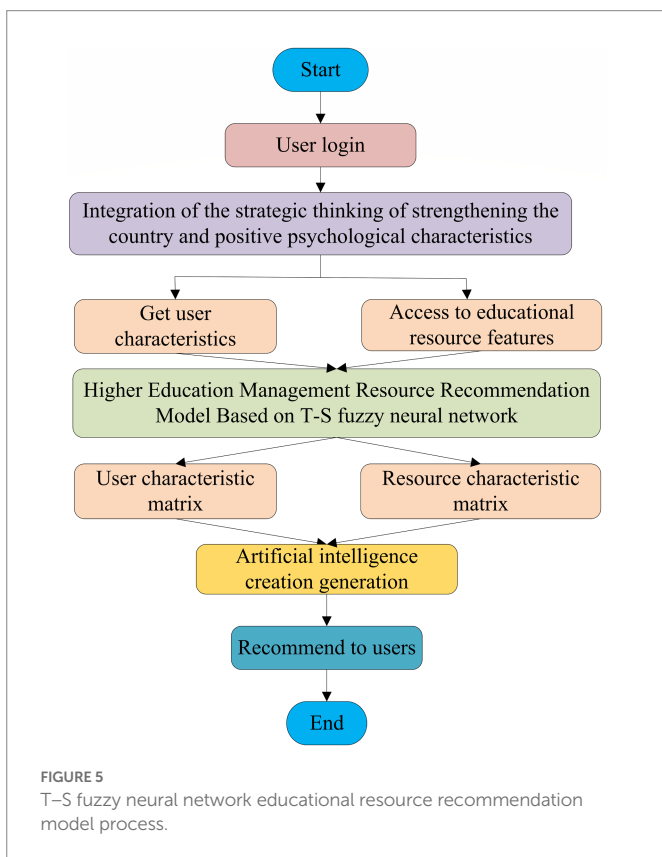 Start
User login
Integration of the strategic thinking of strengthening the
country and positive psychological characteristics
Get user
characteristics
Access to educational
resource features
Higher Education Management Resource Recommendation
Model Based on T-S fuzzy neural network
User characteristic
matrix
Resource characteristic
matrix
Artificial intelligence
creation generation
Recommend to users
End
FIGURE 5
T–S fuzzy neural network educational resource recommendation
model process.